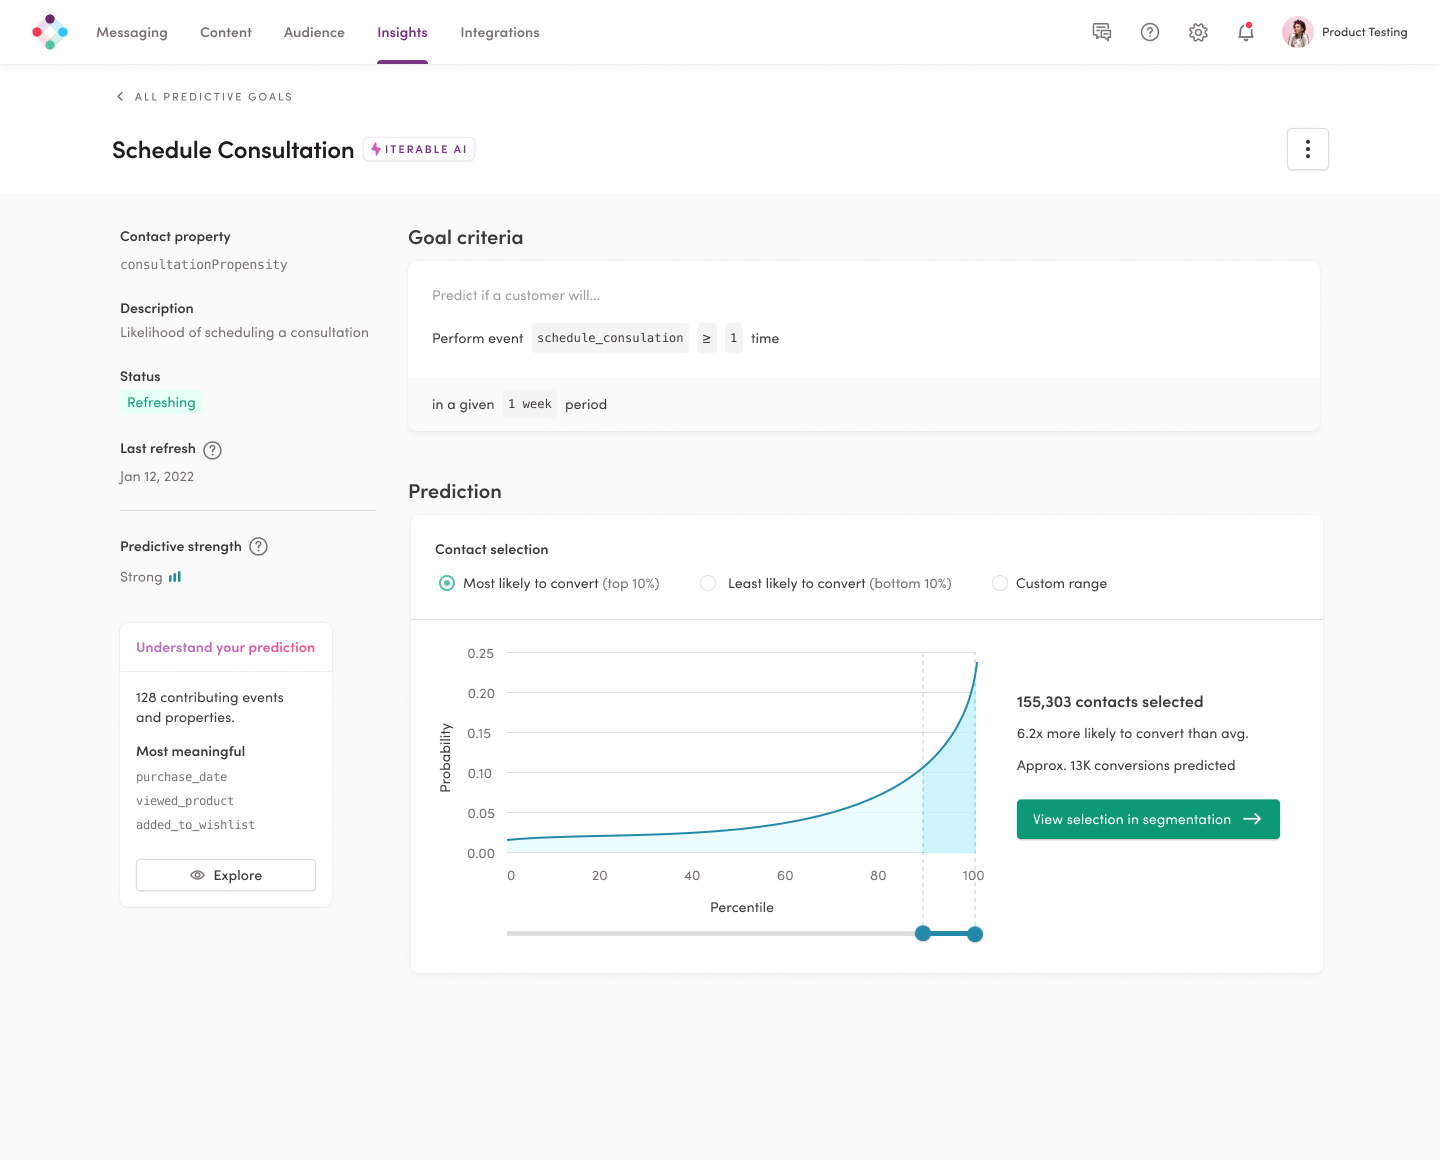 Messaging Content Audience Insights Integrations Product Testing
ALL PREDICTIVE GOALS
Schedule Consultation ITERABLE AI
Contact property
consultationPropensity
Description
Likelihood of scheduling a consultation
Status
Refreshing
Last refresh ?
Jan 12, 2022
Predictive strength ?
Strong
Understand your prediction
128 contributing events
and properties.
Most meaningful
purchase_date
viewed_product
added_to_wishlist
Explore
Goal criteria
Predict if a customer will...
Perform event schedule_consulation ≥ 1 time
in a given 1 week period
Prediction
Contact selection
Most likely to convert (top 10%) Least likely to convert (bottom 10%) Custom range
Probability
0.25
0.20
0.15
0.10
0.05
0.00
0 20 40 60 80 100
Percentile
155,303 contacts selected
6.2x more likely to convert than avg.
Approx. 13K conversions predicted
View selection in segmentation